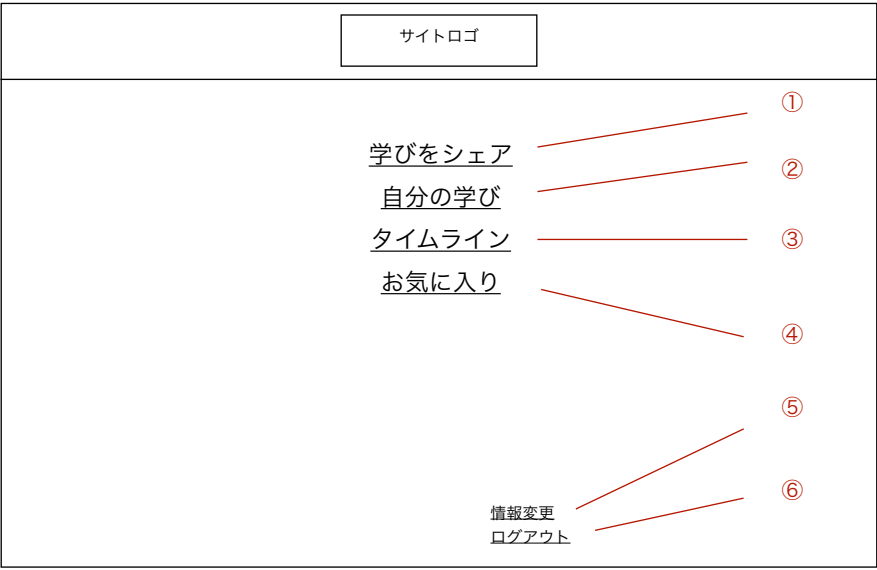 サイトロゴ
①
学びをシェア
②
自分の学び
タイムライン
③
お気に入り
④
⑤
⑥
情報変更
ログアウト